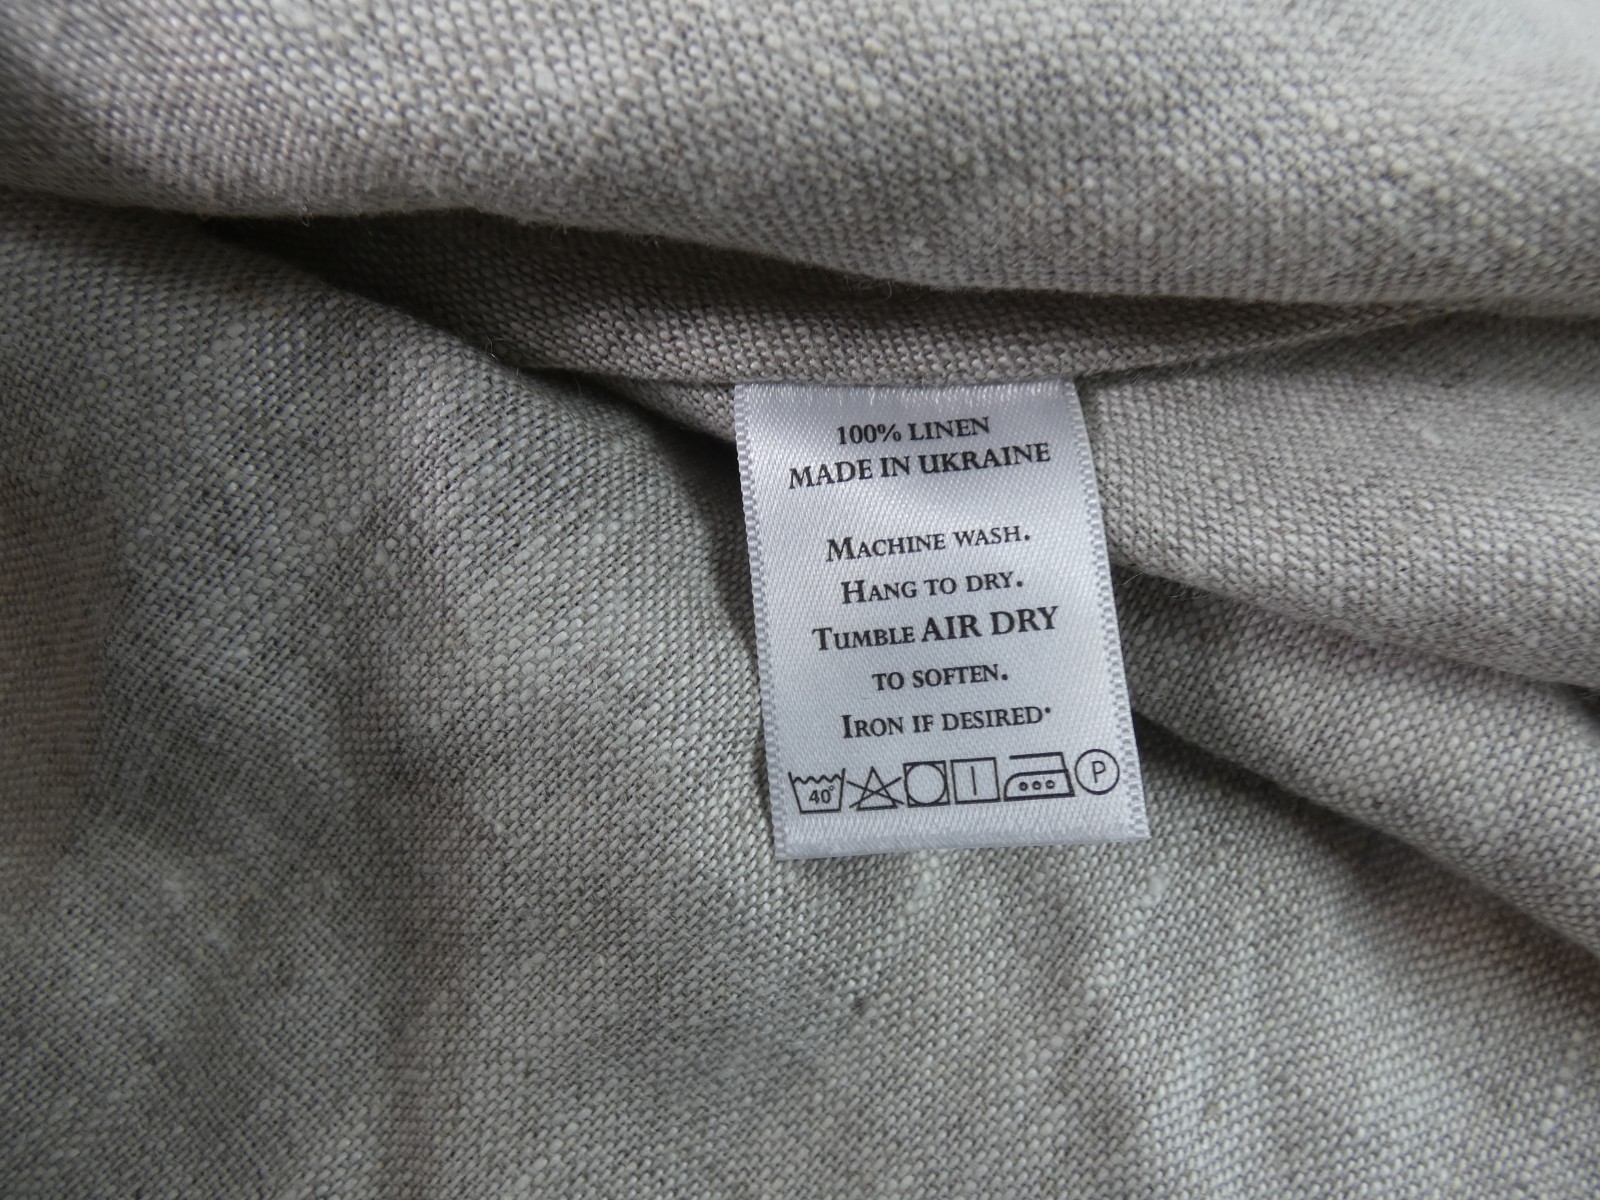 100% LINEN
MADE IN UKRAINE
MACHINE WASH.
HANG TO DRY.
TUMBLE AIR DRY
TO SOFTEN.
IRON IF DESIRED.
40° P